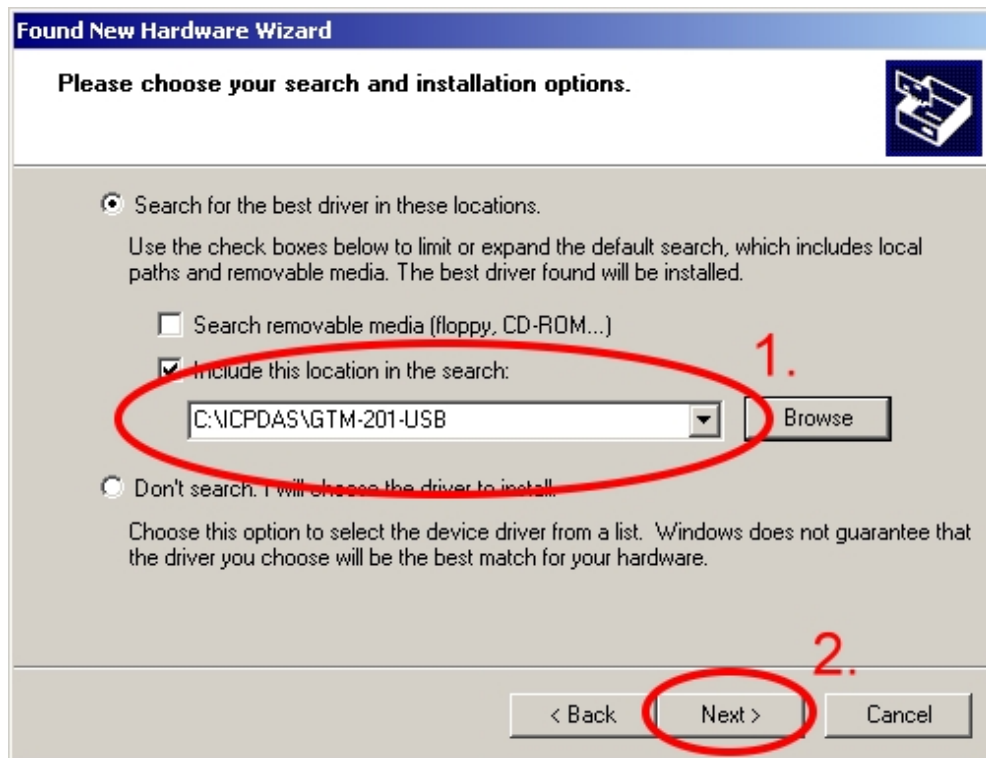 Found New Hardware Wizard
Please choose your search and installation options.
Search for the best driver in these locations.
Use the check boxes below to limit or expand the default search, which includes local
paths and removable media. The best driver found will be installed.
Search removable media (floppy, CD-ROM...)
1.
Include this location in the search:
C:\ICPDAS\GTM-201-USB
Browse
Don't search. I will choose the driver to install.
Choose this option to select the device driver from a list. Windows does not guarantee that
the driver you choose will be the best match for your hardware.
2.
< Back Next > Cancel